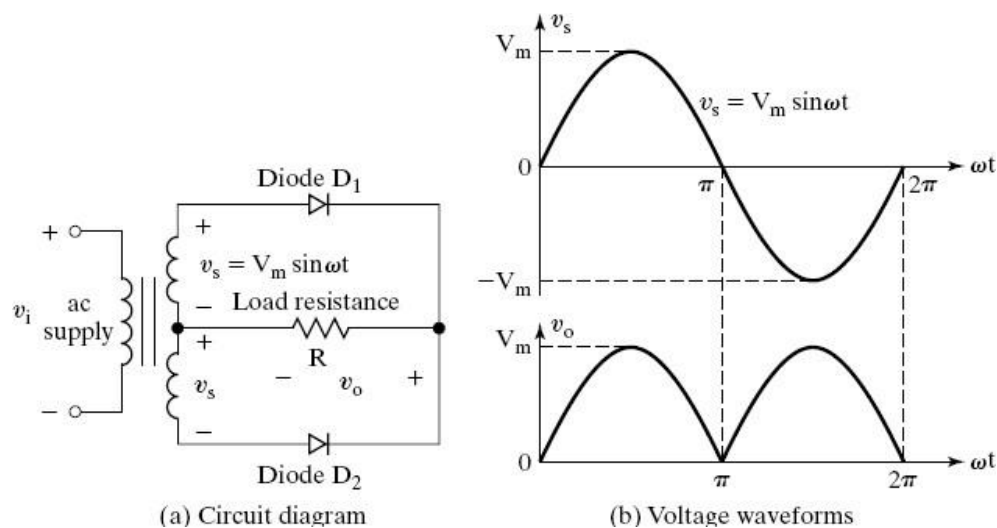 Diode D₁
+
vₛ = Vₘ sinωt
−
Load resistance
R
− vₒ +
+
vₛ
−
Diode D₂
+
vᵢ
ac
supply
−
(a) Circuit diagram
vₛ
Vₘ
vₛ = Vₘ sinωt
0
π
2π
ωt
−Vₘ
vₒ
Vₘ
0
π
2π
ωt
(b) Voltage waveforms